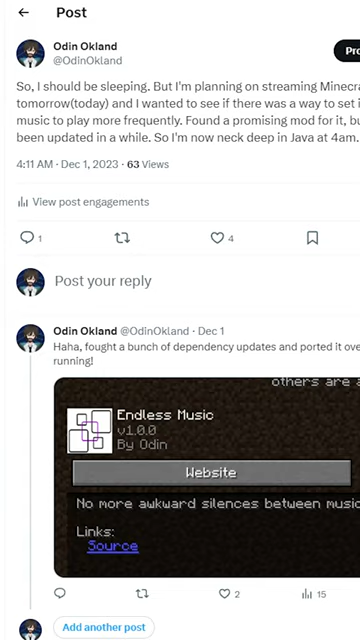 Post
Odin Okland
@OdinOkland
Pro
So, I should be sleeping. But I'm planning on streaming Minecra
tomorrow(today) and I wanted to see if there was a way to set i
music to play more frequently. Found a promising mod for it, bu
been updated in a while. So I'm now neck deep in Java at 4am.
4:11 AM · Dec 1, 2023 · 63 Views
View post engagements
1
4
Post your reply
Odin Okland @OdinOkland · Dec 1
Haha, fought a bunch of dependency updates and ported it ove
running!
others are a
Endless Music
v1.0.0
By Odin
Website
No more awkward silences between music
Links:
Source
2
15
Add another post